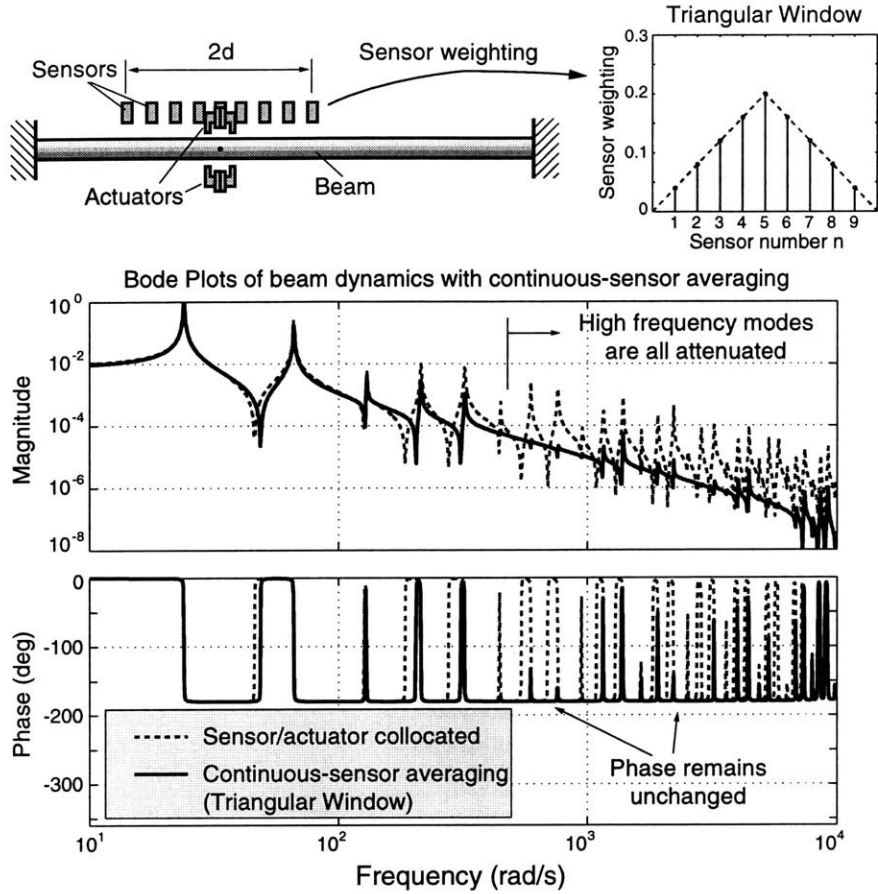 Triangular Window
Sensors
2d
Sensor weighting
Actuators
Beam
Sensor weighting
0.3
0.2
0.1
0
1 2 3 4 5 6 7 8 9
Sensor number n
Bode Plots of beam dynamics with continuous-sensor averaging
Magnitude
10^0
10^-2
10^-4
10^-6
10^-8
High frequency modes
are all attenuated
Phase (deg)
0
-100
-200
-300
Sensor/actuator collocated
Continuous-sensor averaging
(Triangular Window)
Phase remains
unchanged
10^1 10^2 10^3 10^4
Frequency (rad/s)